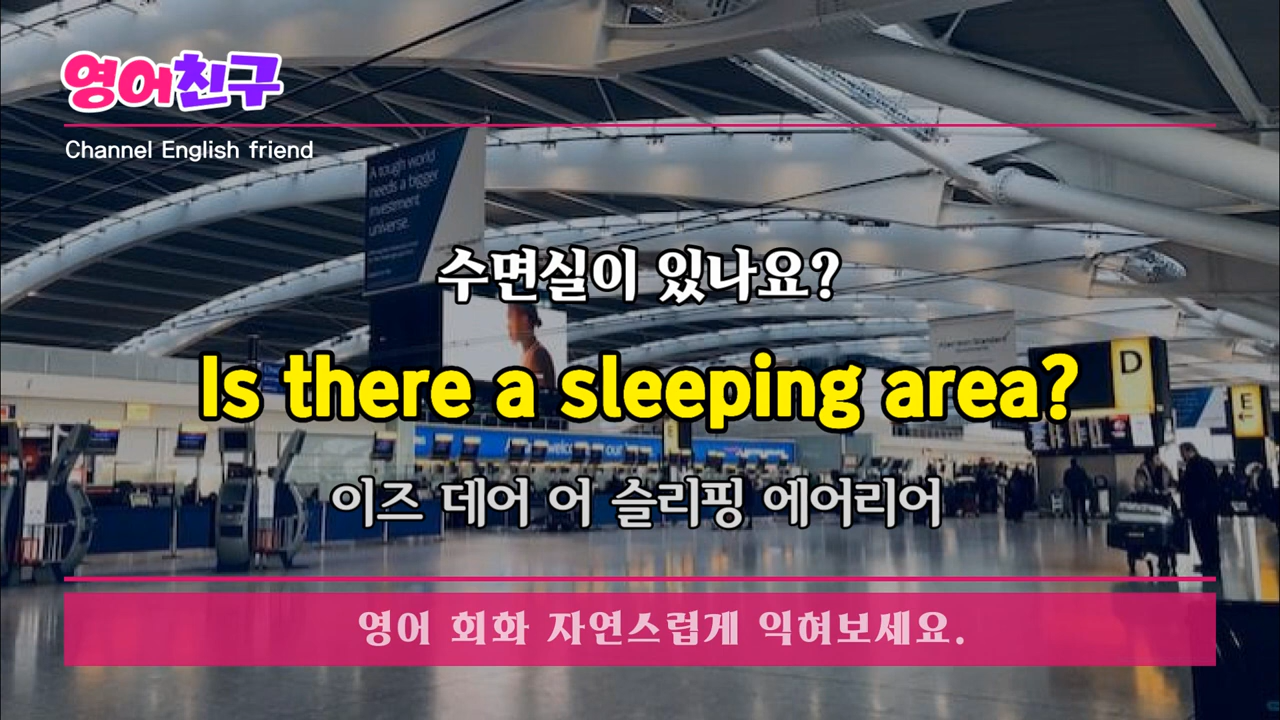 영어친구
Channel English friend
A tough world
needs a bigger
investment
universe.
수면실이 있나요?
Is there a sleeping area?
D
E
이즈 데어 어 슬리핑 에어리어
영어 회화 자연스럽게 익혀보세요.